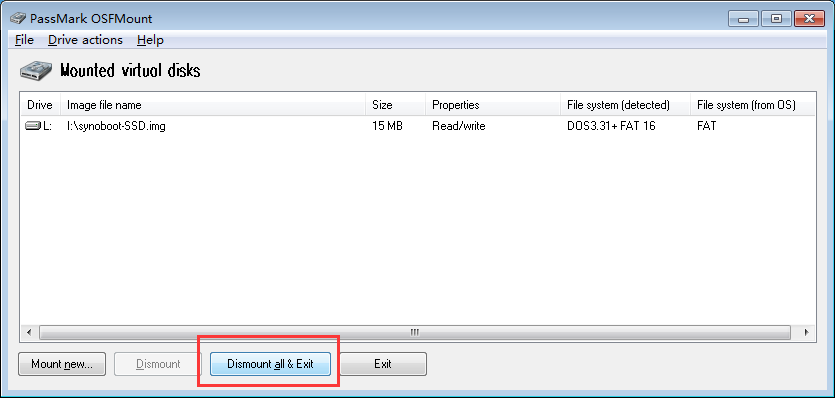 PassMark OSFMount
File Drive actions Help
Mounted virtual disks
Drive Image file name Size Properties File system (detected) File system (from OS)
L: I:\synoboot-SSD.img 15 MB Read/write DOS3.31+ FAT 16 FAT
Mount new... Dismount Dismount all & Exit Exit